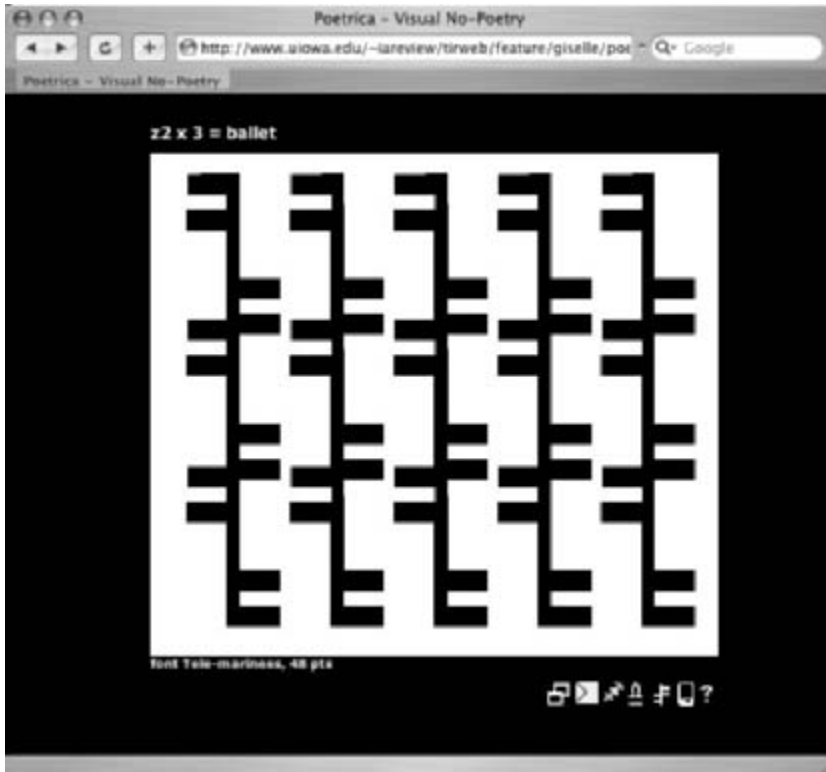 Poetrica – Visual No-Poetry
http://www.uiowa.edu/~iareview/tirweb/feature/giselle/poe
Google
Poetrica – Visual No-Poetry
z2 x 3 = ballet
font Tele-mariness, 48 pts
?